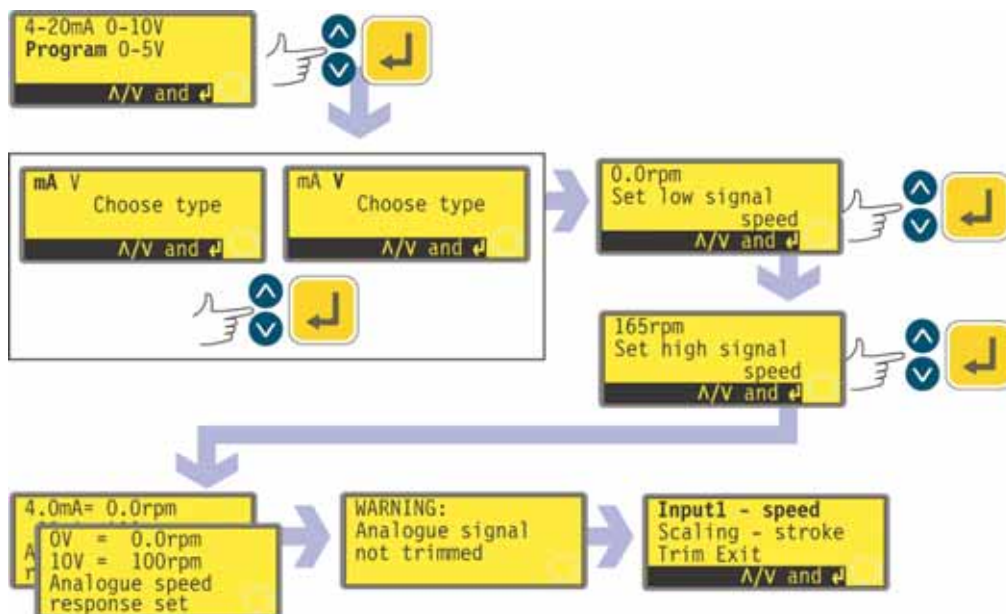 4-20mA 0-10V
Program 0-5V
∧/∨ and ↵
mA V
Choose type
∧/∨ and ↵
mA V
Choose type
∧/∨ and ↵
0.0rpm
Set low signal
speed
∧/∨ and ↵
165rpm
Set high signal
speed
∧/∨ and ↵
4.0mA= 0.0rpm
0V = 0.0rpm
10V = 100rpm
Analogue speed
response set
WARNING:
Analogue signal
not trimmed
Input1 - speed
Scaling - stroke
Trim Exit
∧/∨ and ↵